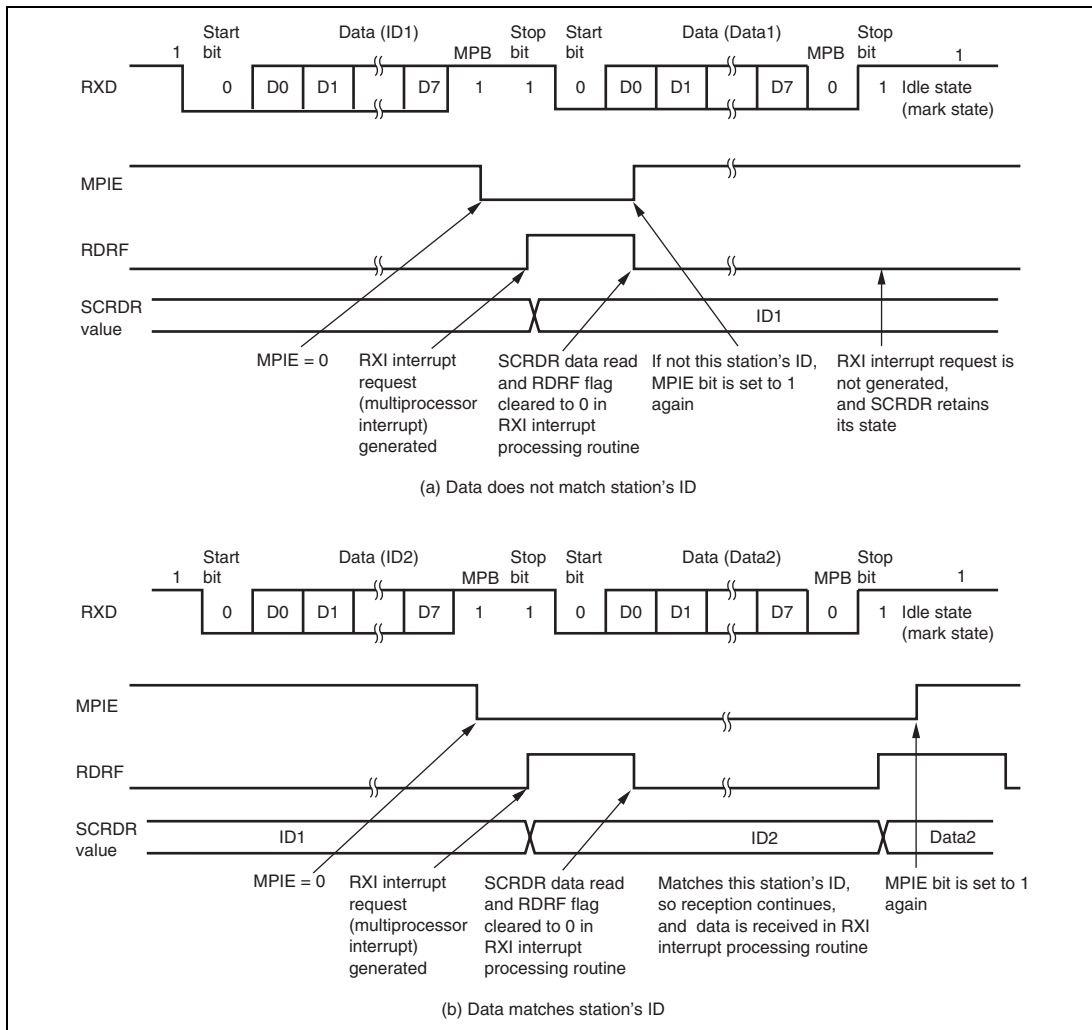 Start bit Data (ID1) MPB Stop bit Start bit Data (Data1) MPB Stop bit
1 1
RXD 0 D0 D1 D7 1 1 0 D0 D1 D7 0 1 Idle state (mark state)
MPIE
RDRF
SCRDR value ID1
MPIE = 0
RXI interrupt
request
(multiprocessor
interrupt)
generated
SCRDR data read
and RDRF flag
cleared to 0 in
RXI interrupt
processing routine
If not this station's ID,
MPIE bit is set to 1
again
RXI interrupt request is
not generated,
and SCRDR retains
its state
(a) Data does not match station's ID
Start bit Data (ID2) MPB Stop bit Start bit Data (Data2) MPB Stop bit
1 1
RXD 0 D0 D1 D7 1 1 0 D0 D1 D7 0 1 Idle state (mark state)
MPIE
RDRF
SCRDR value ID1 ID2 Data2
MPIE = 0
RXI interrupt
request
(multiprocessor
interrupt)
generated
SCRDR data read
and RDRF flag
cleared to 0 in
RXI interrupt
processing routine
Matches this station's ID,
so reception continues,
and data is received in RXI
interrupt processing routine
MPIE bit is set to 1
again
(b) Data matches station's ID